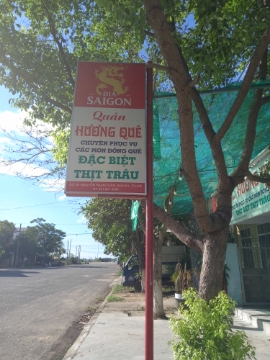 BIA
SAIGON
Quán
HƯƠNG QUÊ
CHUYÊN PHỤC VỤ
CÁC MÓN ĐỒNG QUÊ
ĐẶC BIỆT
THỊT TRÂU